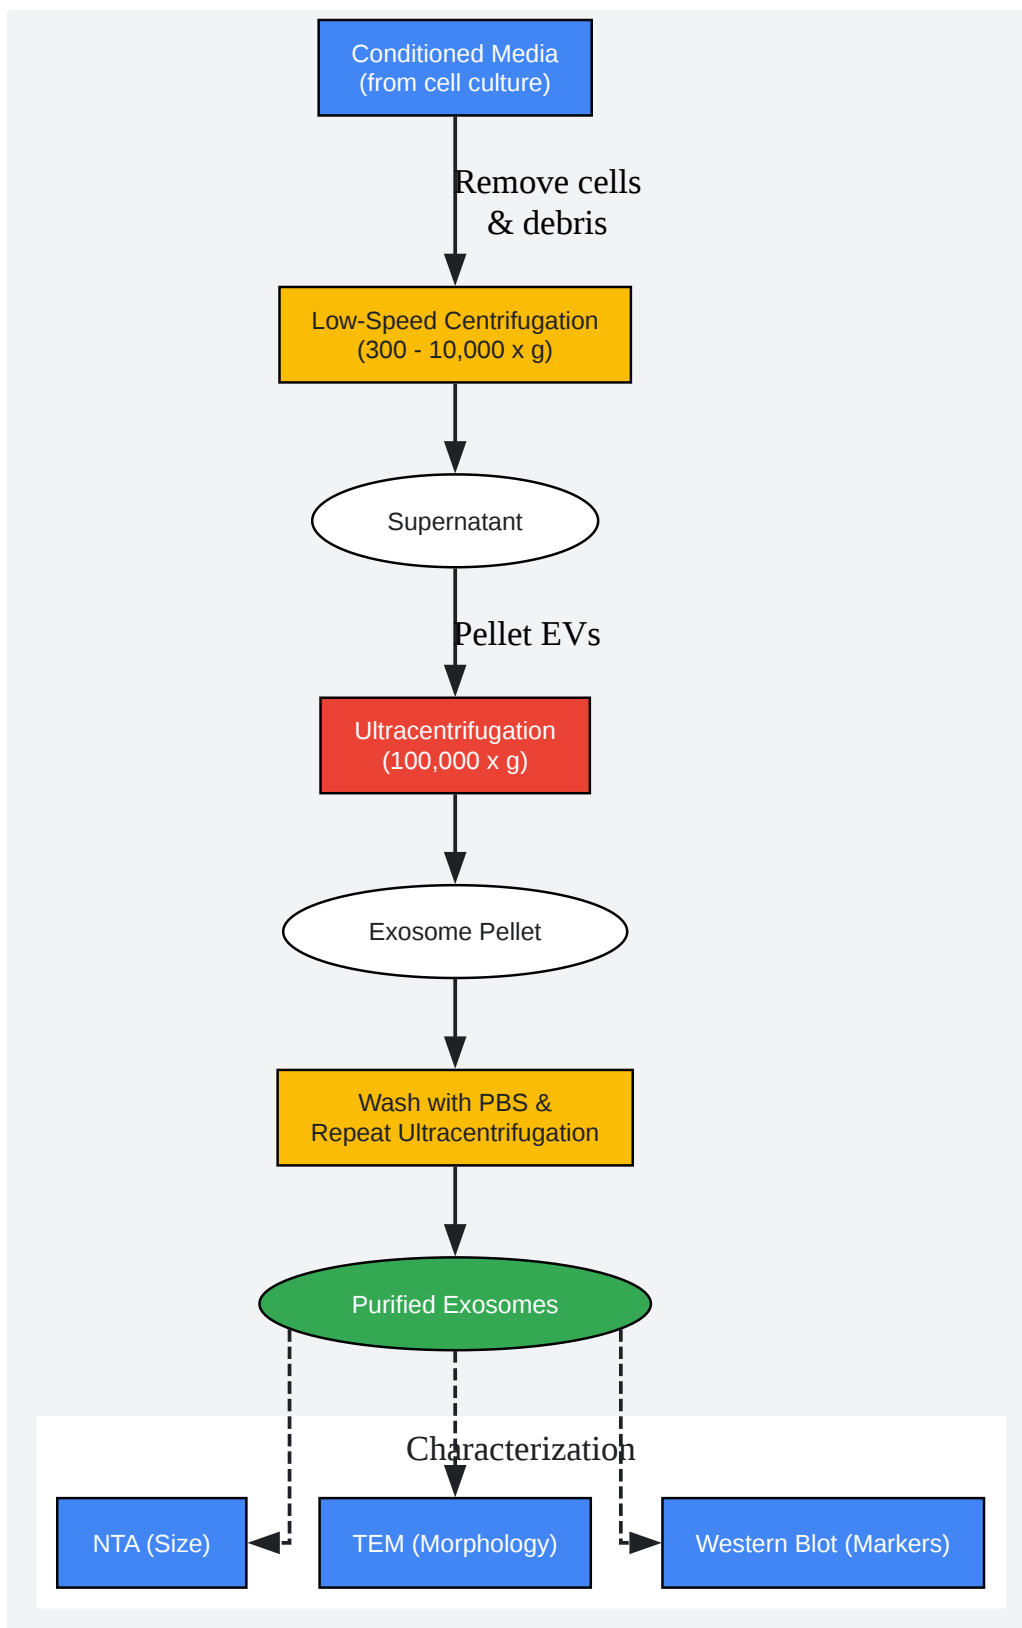 Conditioned Media
(from cell culture)
Remove cells
& debris
Low-Speed Centrifugation
(300 - 10,000 x g)
Supernatant
Pellet EVs
Ultracentrifugation
(100,000 x g)
Exosome Pellet
Wash with PBS &
Repeat Ultracentrifugation
Purified Exosomes
Characterization
NTA (Size)
TEM (Morphology)
Western Blot (Markers)